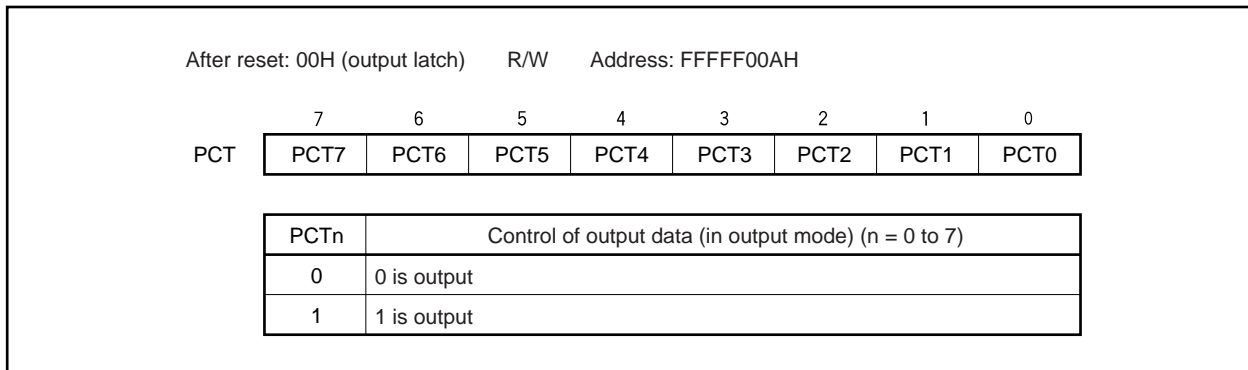 After reset: 00H (output latch) R/W Address: FFFFF00AH
7 6 5 4 3 2 1 0
PCT PCT7 PCT6 PCT5 PCT4 PCT3 PCT2 PCT1 PCT0
PCTn Control of output data (in output mode) (n = 0 to 7)
0 0 is output
1 1 is output